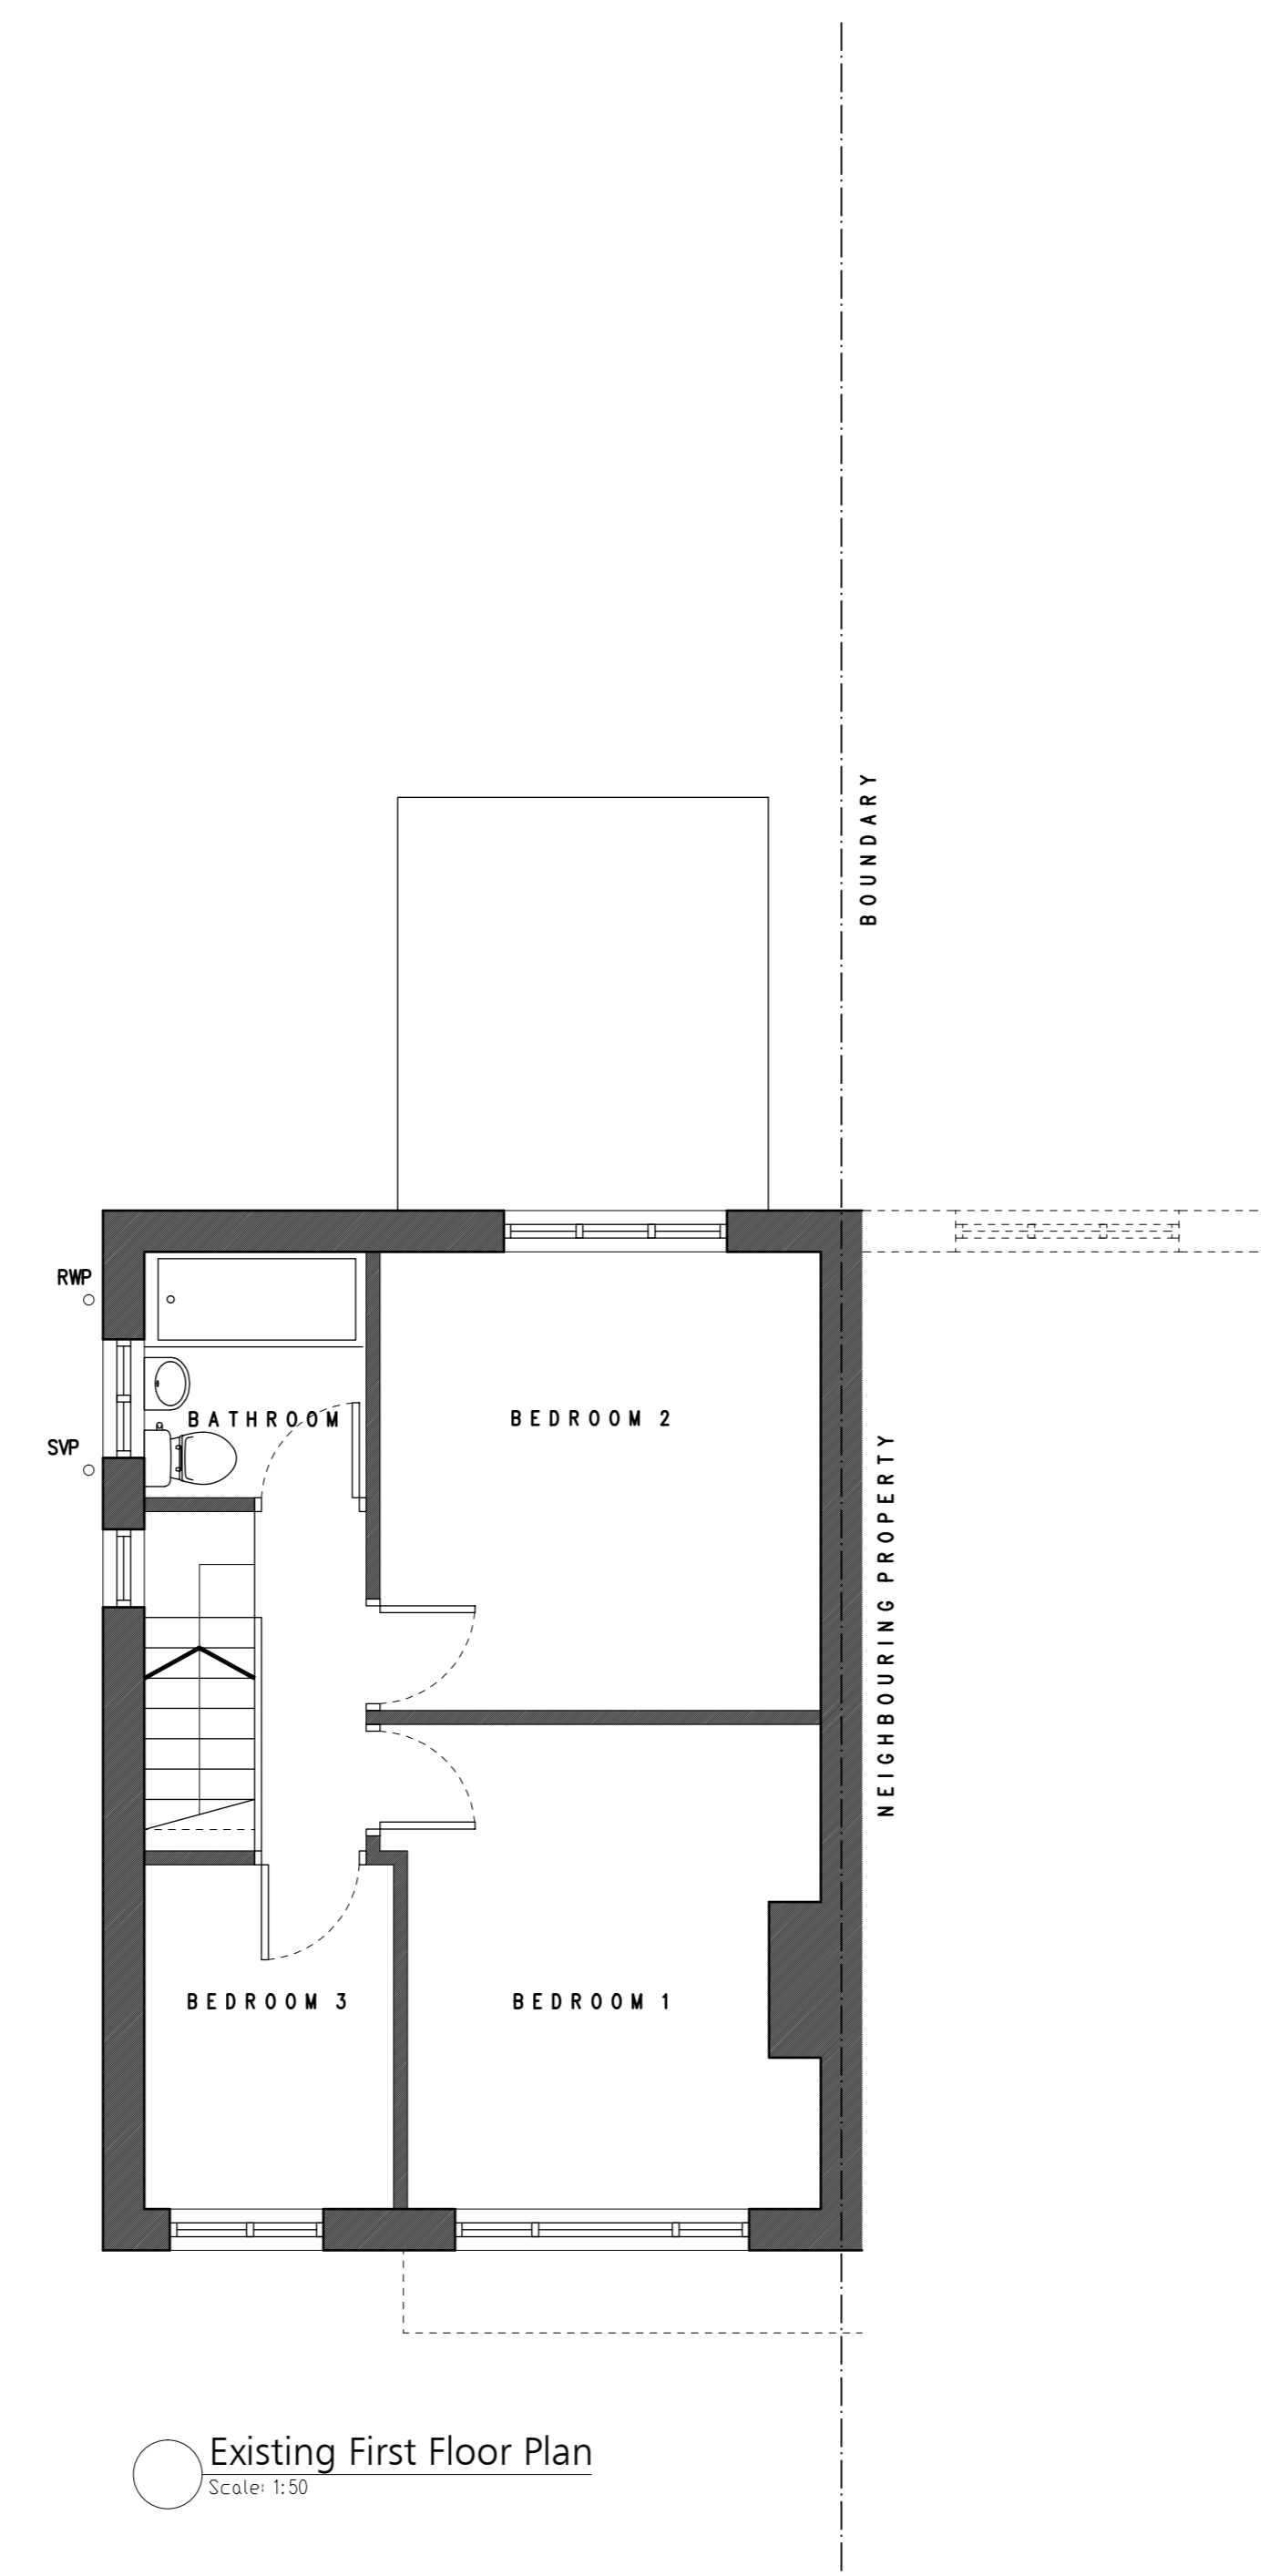 BOUNDARY
RWP
SVP
BATHROOM
BEDROOM 2
NEIGHBOURING PROPERTY
BEDROOM 3
BEDROOM 1
Existing First Floor Plan
Scale: 1:50